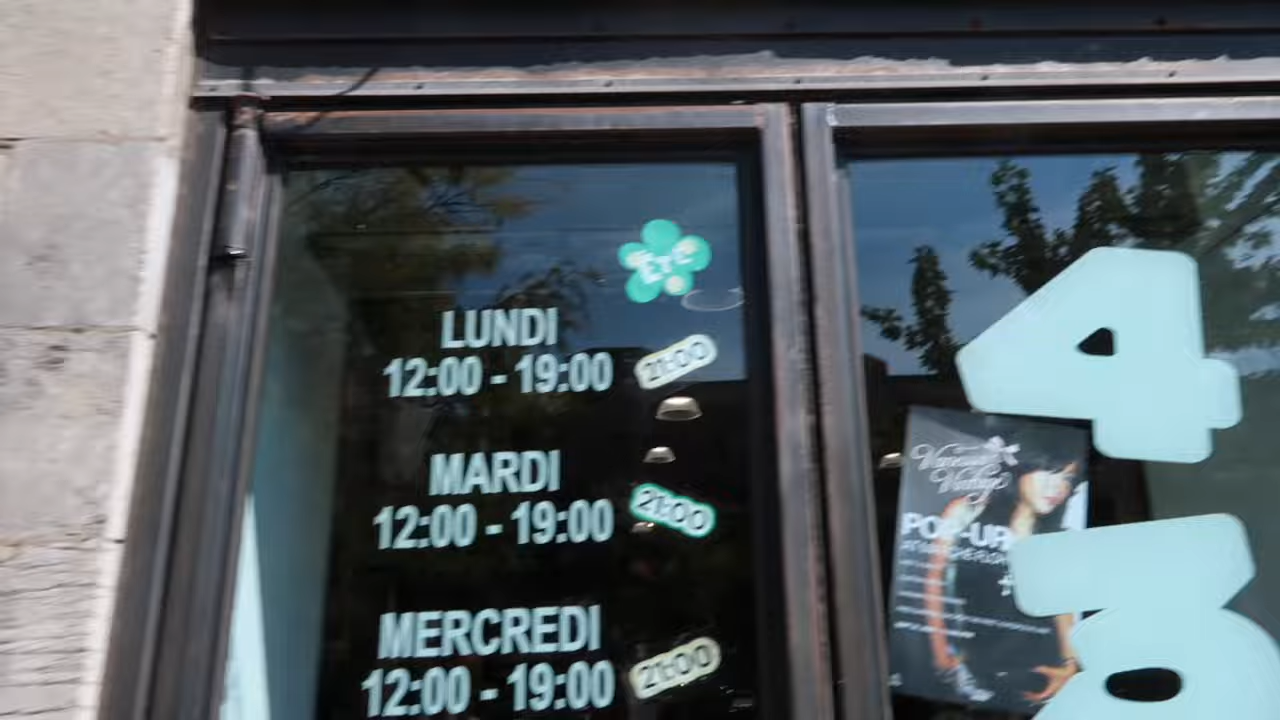 ÉTÉ
LUNDI
12:00 - 19:00
21:00
MARDI
12:00 - 19:00
21:00
MERCREDI
12:00 - 19:00
21:00
4
Vintage
POP-UP